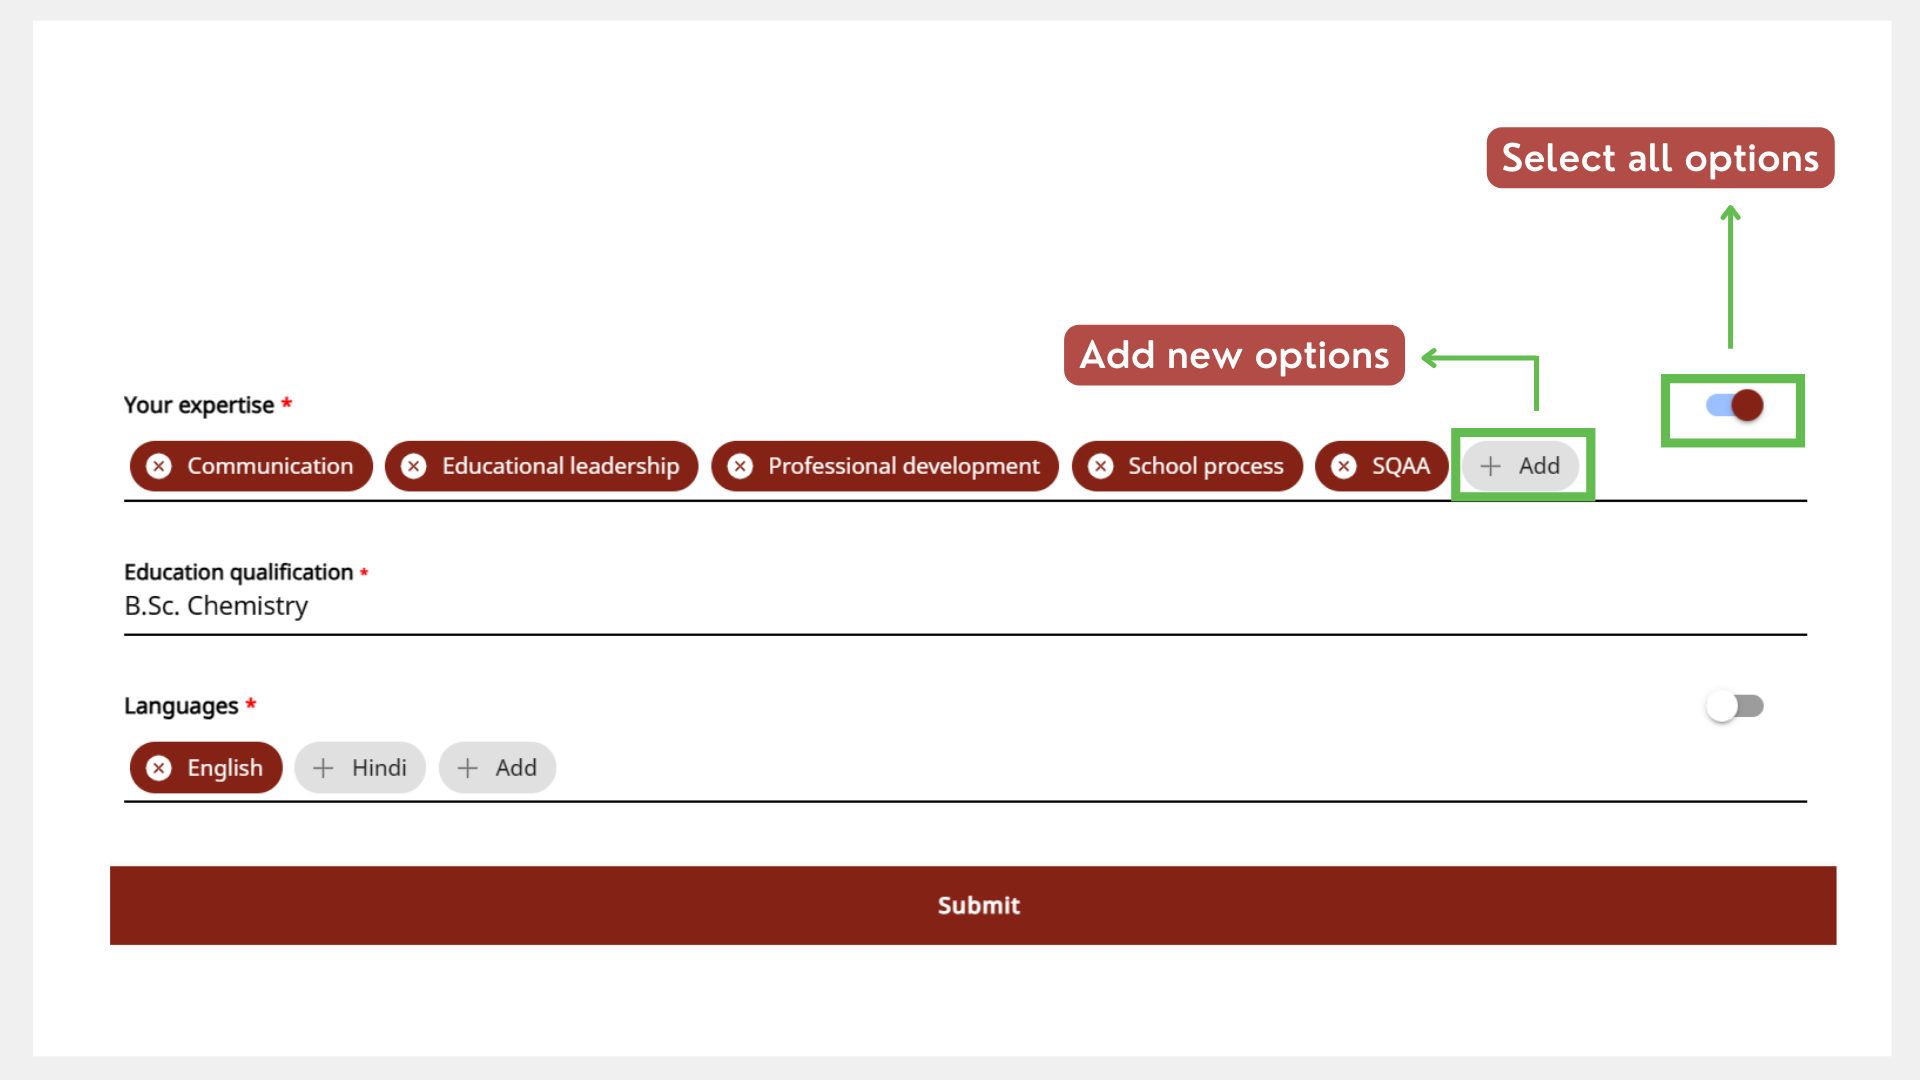 Select all options
Add new options
Your expertise *
Communication Educational leadership Professional development School process SQAA + Add
Education qualification *
B.Sc. Chemistry
Languages *
English + Hindi + Add
Submit